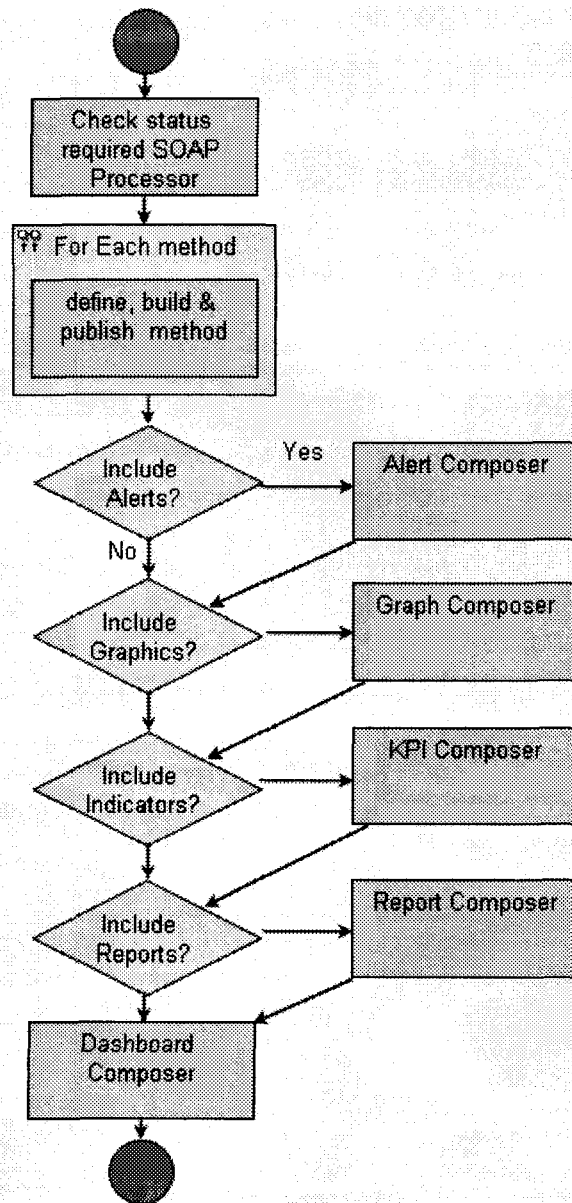 Check status
required SOAP
Processor
For Each method
define, build &
publish method
Include
Alerts?
Yes
Alert Composer
No
Include
Graphics?
Graph Composer
Include
Indicators?
KPI Composer
Include
Reports?
Report Composer
Dashboard
Composer